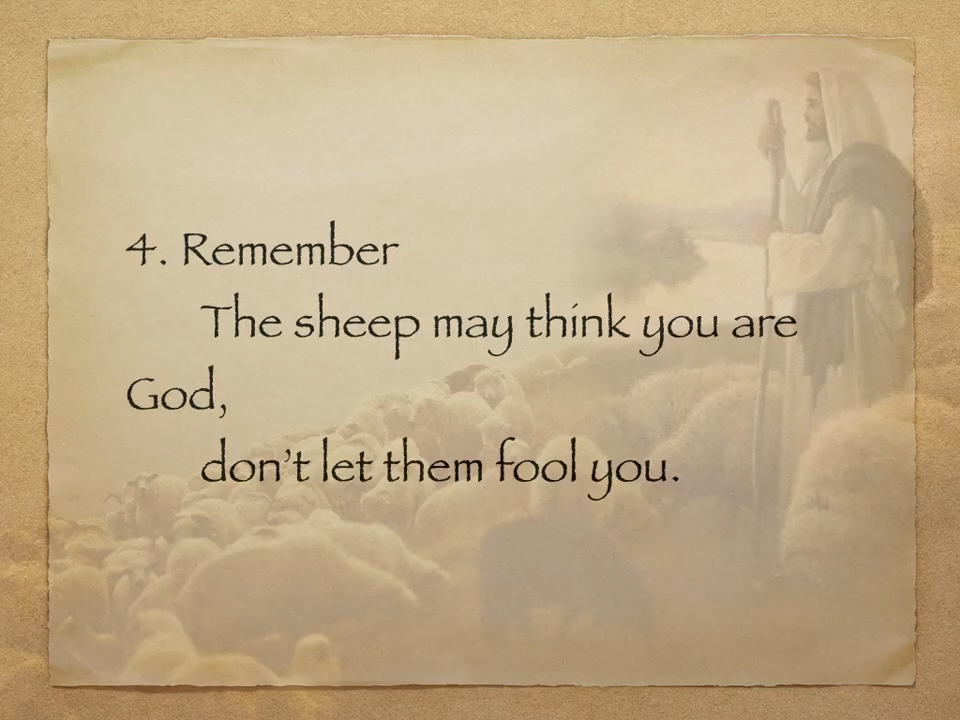 4. Remember
The sheep may think you are
God,
don't let them fool you.